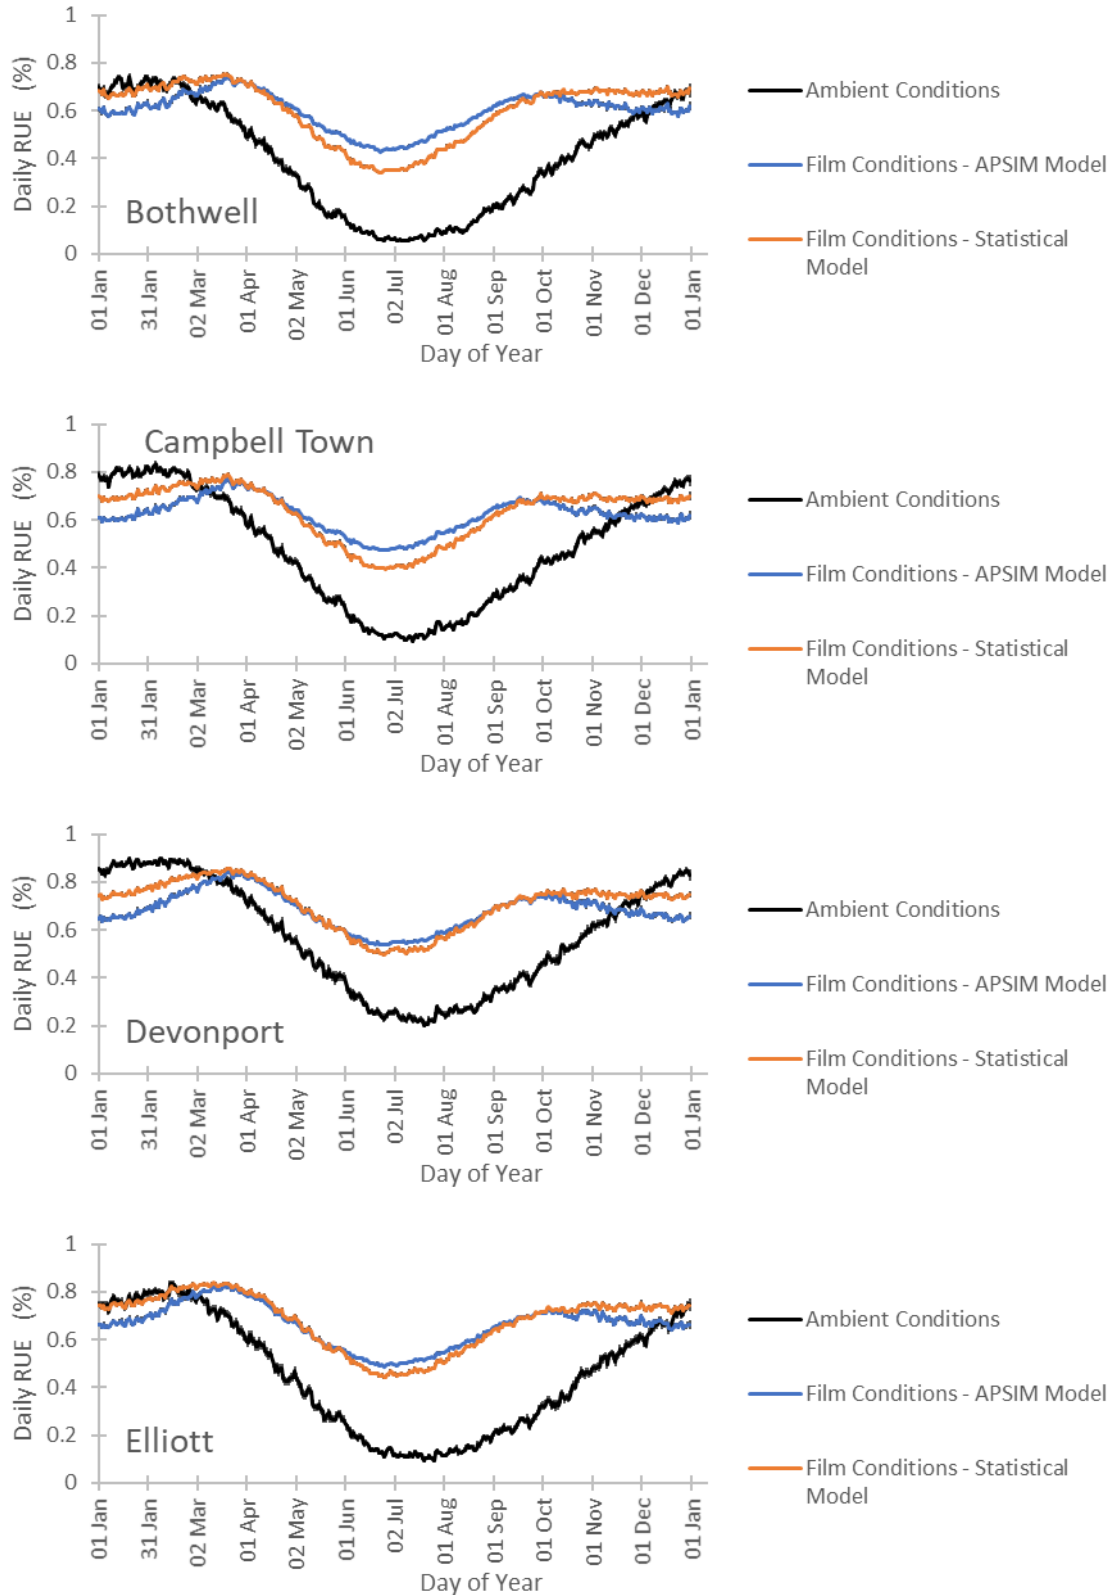 1
0.8
0.6
0.4
0.2
0
Daily RUE (%)
Bothwell
01 Jan
31 Jan
02 Mar
01 Apr
02 May
01 Jun
02 Jul
01 Aug
01 Sep
01 Oct
01 Nov
01 Dec
01 Jan
Day of Year
Ambient Conditions
Film Conditions - APSIM Model
Film Conditions - Statistical
Model
1
0.8
0.6
0.4
0.2
0
Daily RUE (%)
Campbell Town
01 Jan
31 Jan
02 Mar
01 Apr
02 May
01 Jun
02 Jul
01 Aug
01 Sep
01 Oct
01 Nov
01 Dec
01 Jan
Day of Year
Ambient Conditions
Film Conditions - APSIM Model
Film Conditions - Statistical
Model
1
0.8
0.6
0.4
0.2
0
Daily RUE (%)
Devonport
01 Jan
31 Jan
02 Mar
01 Apr
02 May
01 Jun
02 Jul
01 Aug
01 Sep
01 Oct
01 Nov
01 Dec
01 Jan
Day of Year
Ambient Conditions
Film Conditions - APSIM Model
Film Conditions - Statistical
Model
1
0.8
0.6
0.4
0.2
0
Daily RUE (%)
Elliott
01 Jan
31 Jan
02 Mar
01 Apr
02 May
01 Jun
02 Jul
01 Aug
01 Sep
01 Oct
01 Nov
01 Dec
01 Jan
Day of Year
Ambient Conditions
Film Conditions - APSIM Model
Film Conditions - Statistical
Model